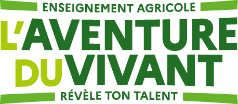 ENSEIGNEMENT AGRICOLE
L'AVENTURE
DU VIVANT
RÉVÈLE TON TALENT